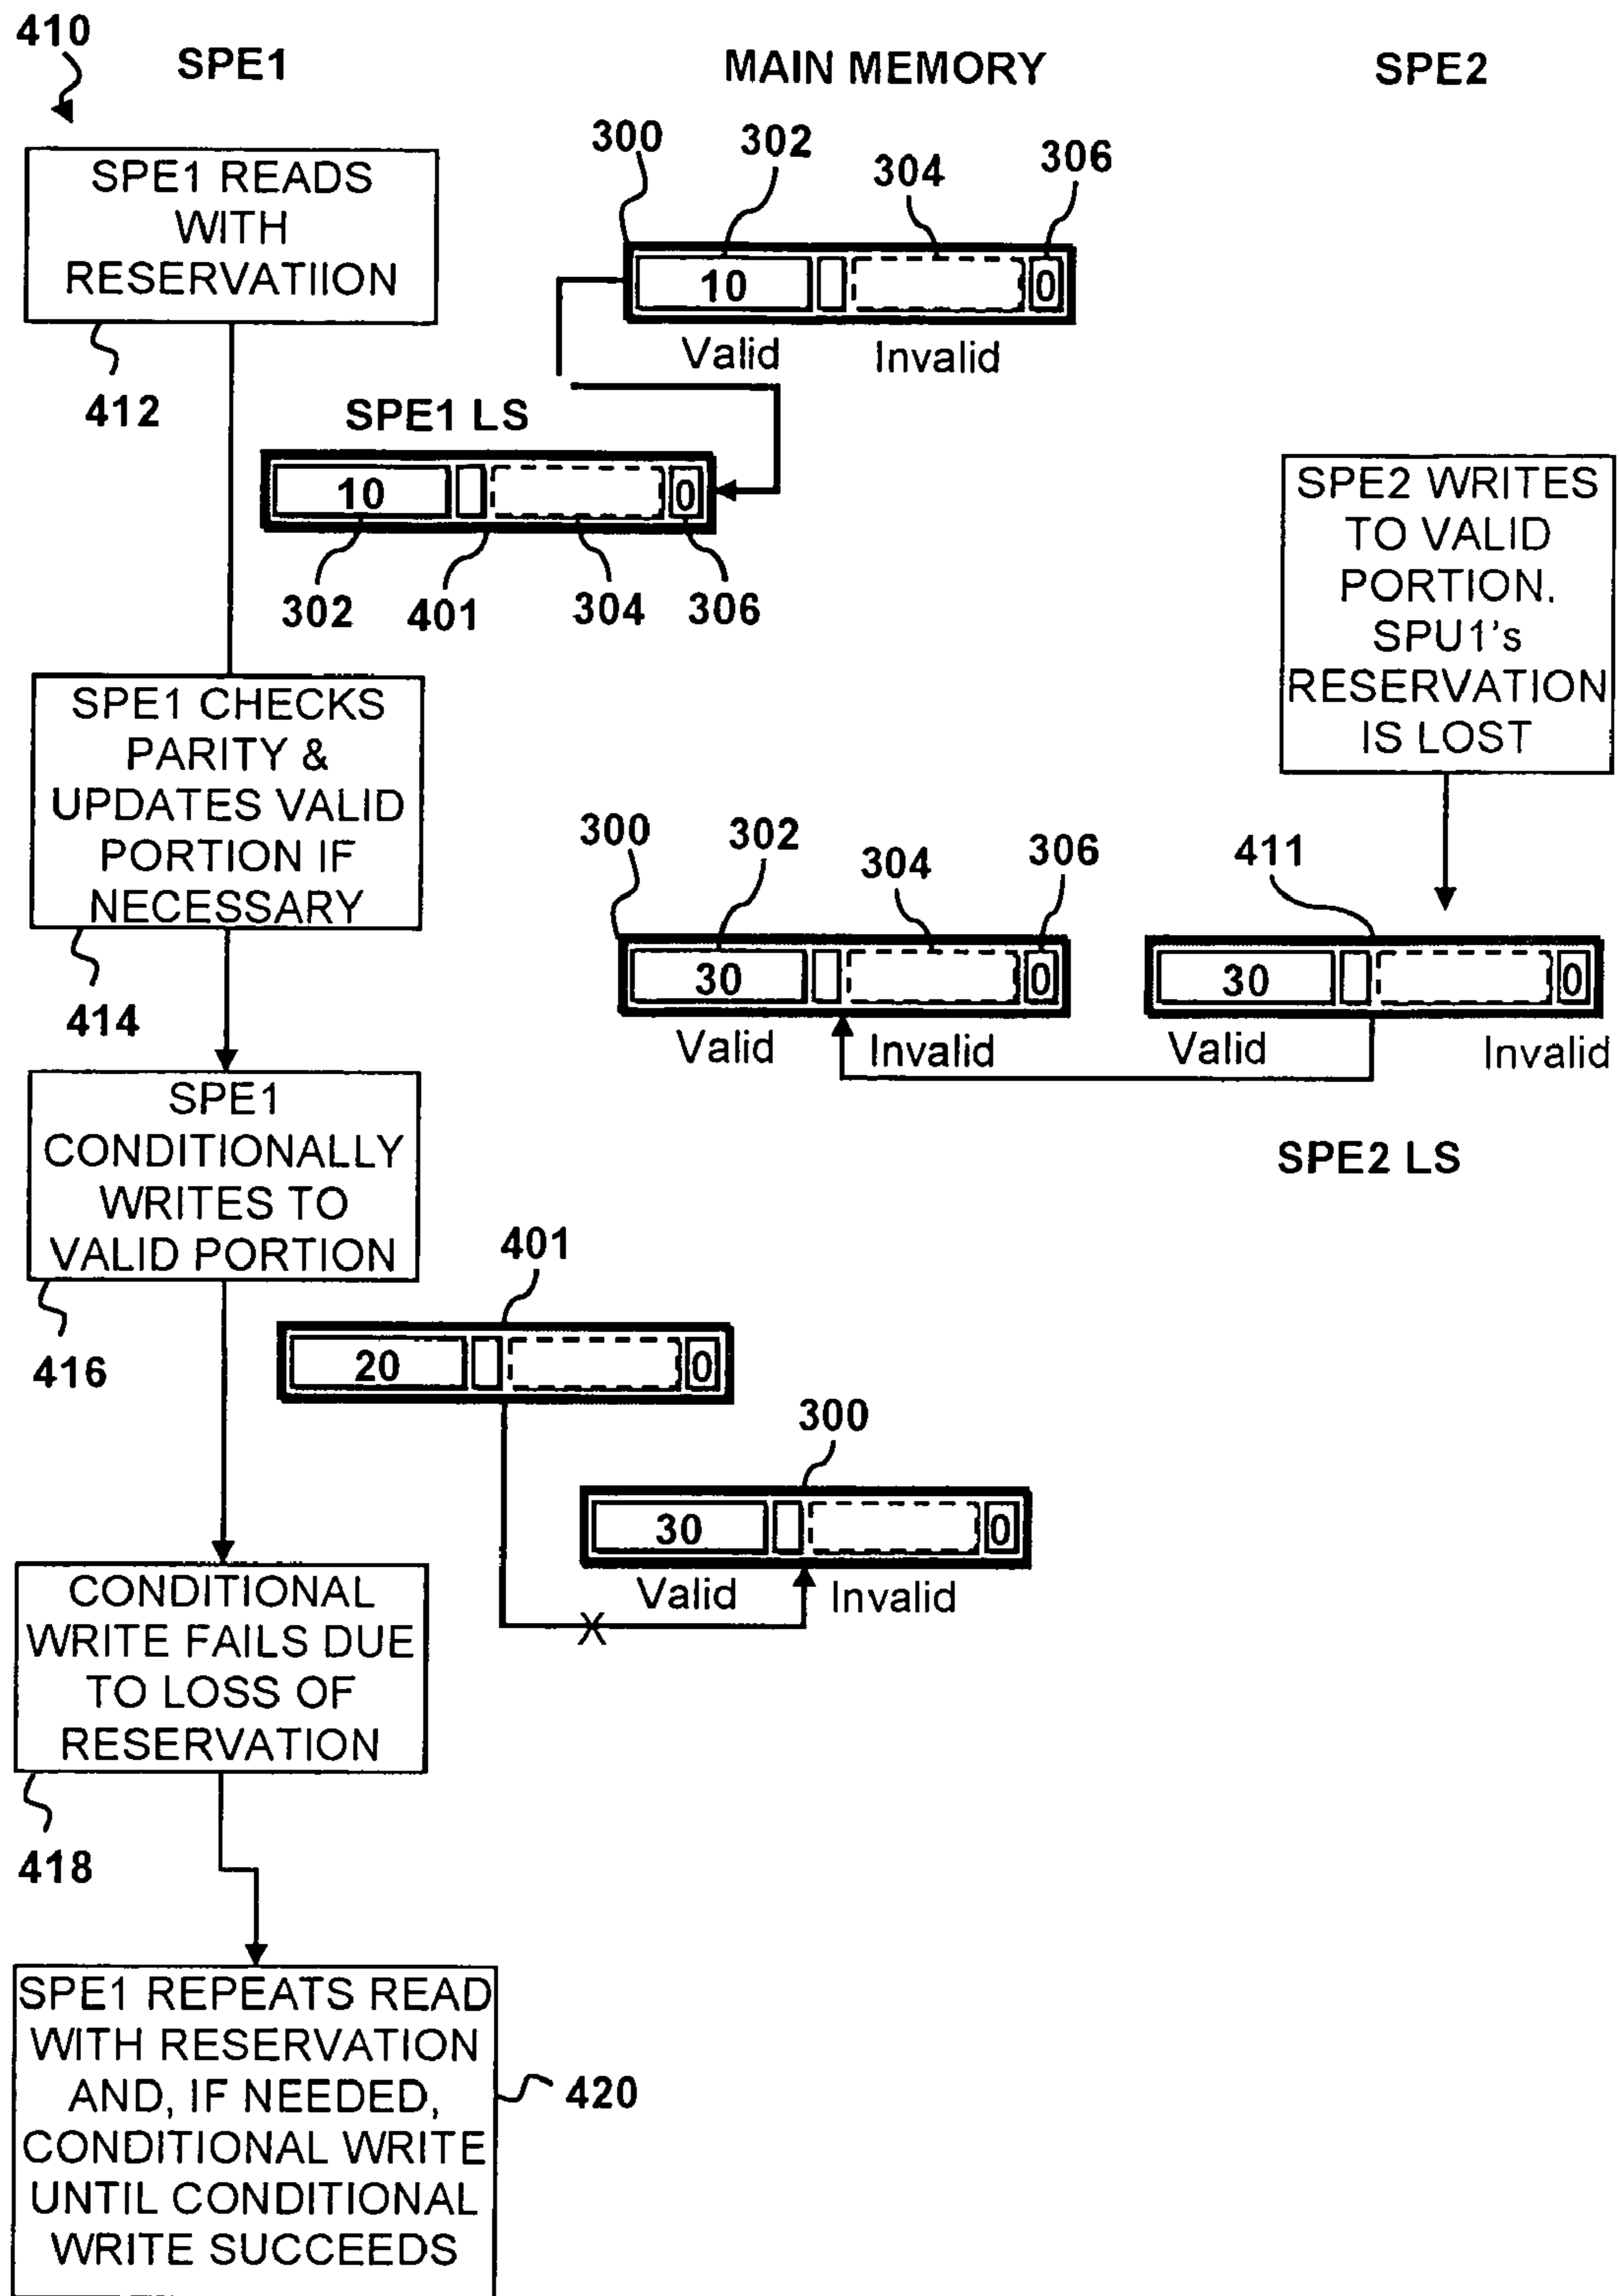 410
SPE1
MAIN MEMORY
SPE2
SPE1 READS
WITH
RESERVATIION
412
300
302
304
306
10
0
Valid
Invalid
SPE1 LS
10
0
302
401
304
306
SPE2 WRITES
TO VALID
PORTION.
SPU1's
RESERVATION
IS LOST
SPE1 CHECKS
PARITY &
UPDATES VALID
PORTION IF
NECESSARY
414
300
302
304
306
411
30
0
30
0
Valid
Invalid
Valid
Invalid
SPE2 LS
SPE1
CONDITIONALLY
WRITES TO
VALID PORTION
416
401
20
0
300
30
0
Valid
Invalid
X
CONDITIONAL
WRITE FAILS DUE
TO LOSS OF
RESERVATION
418
SPE1 REPEATS READ
WITH RESERVATION
AND, IF NEEDED,
CONDITIONAL WRITE
UNTIL CONDITIONAL
WRITE SUCCEEDS
420